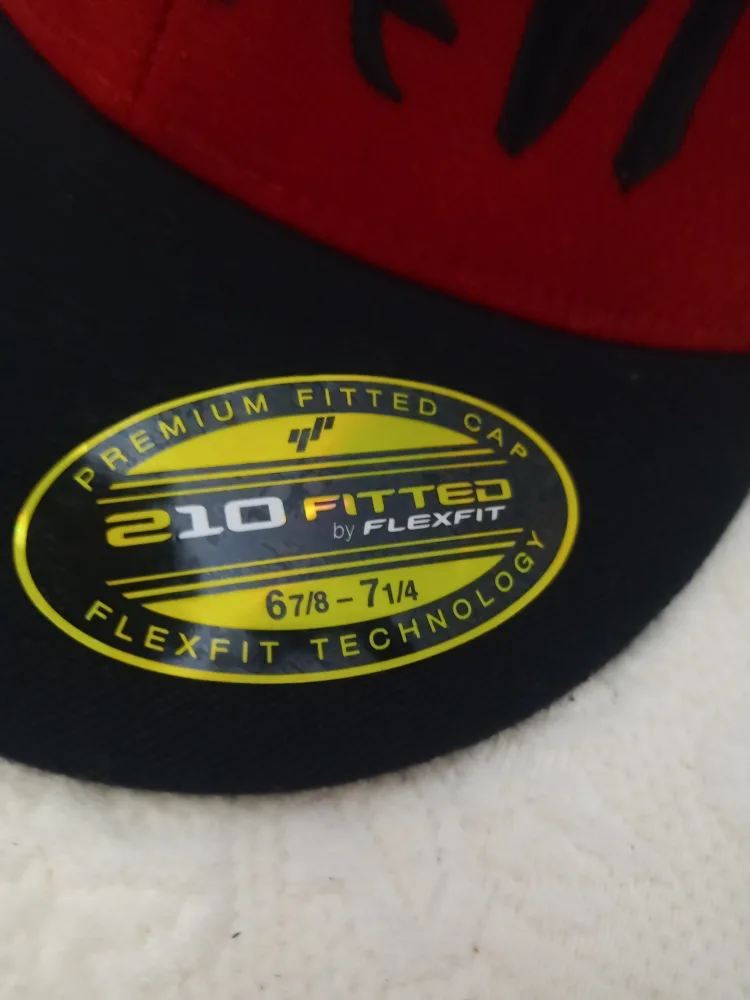 PREMIUM FITTED CAP
210 FITTED
by FLEXFIT
6 7/8 – 7 1/4
FLEXFIT TECHNOLOGY